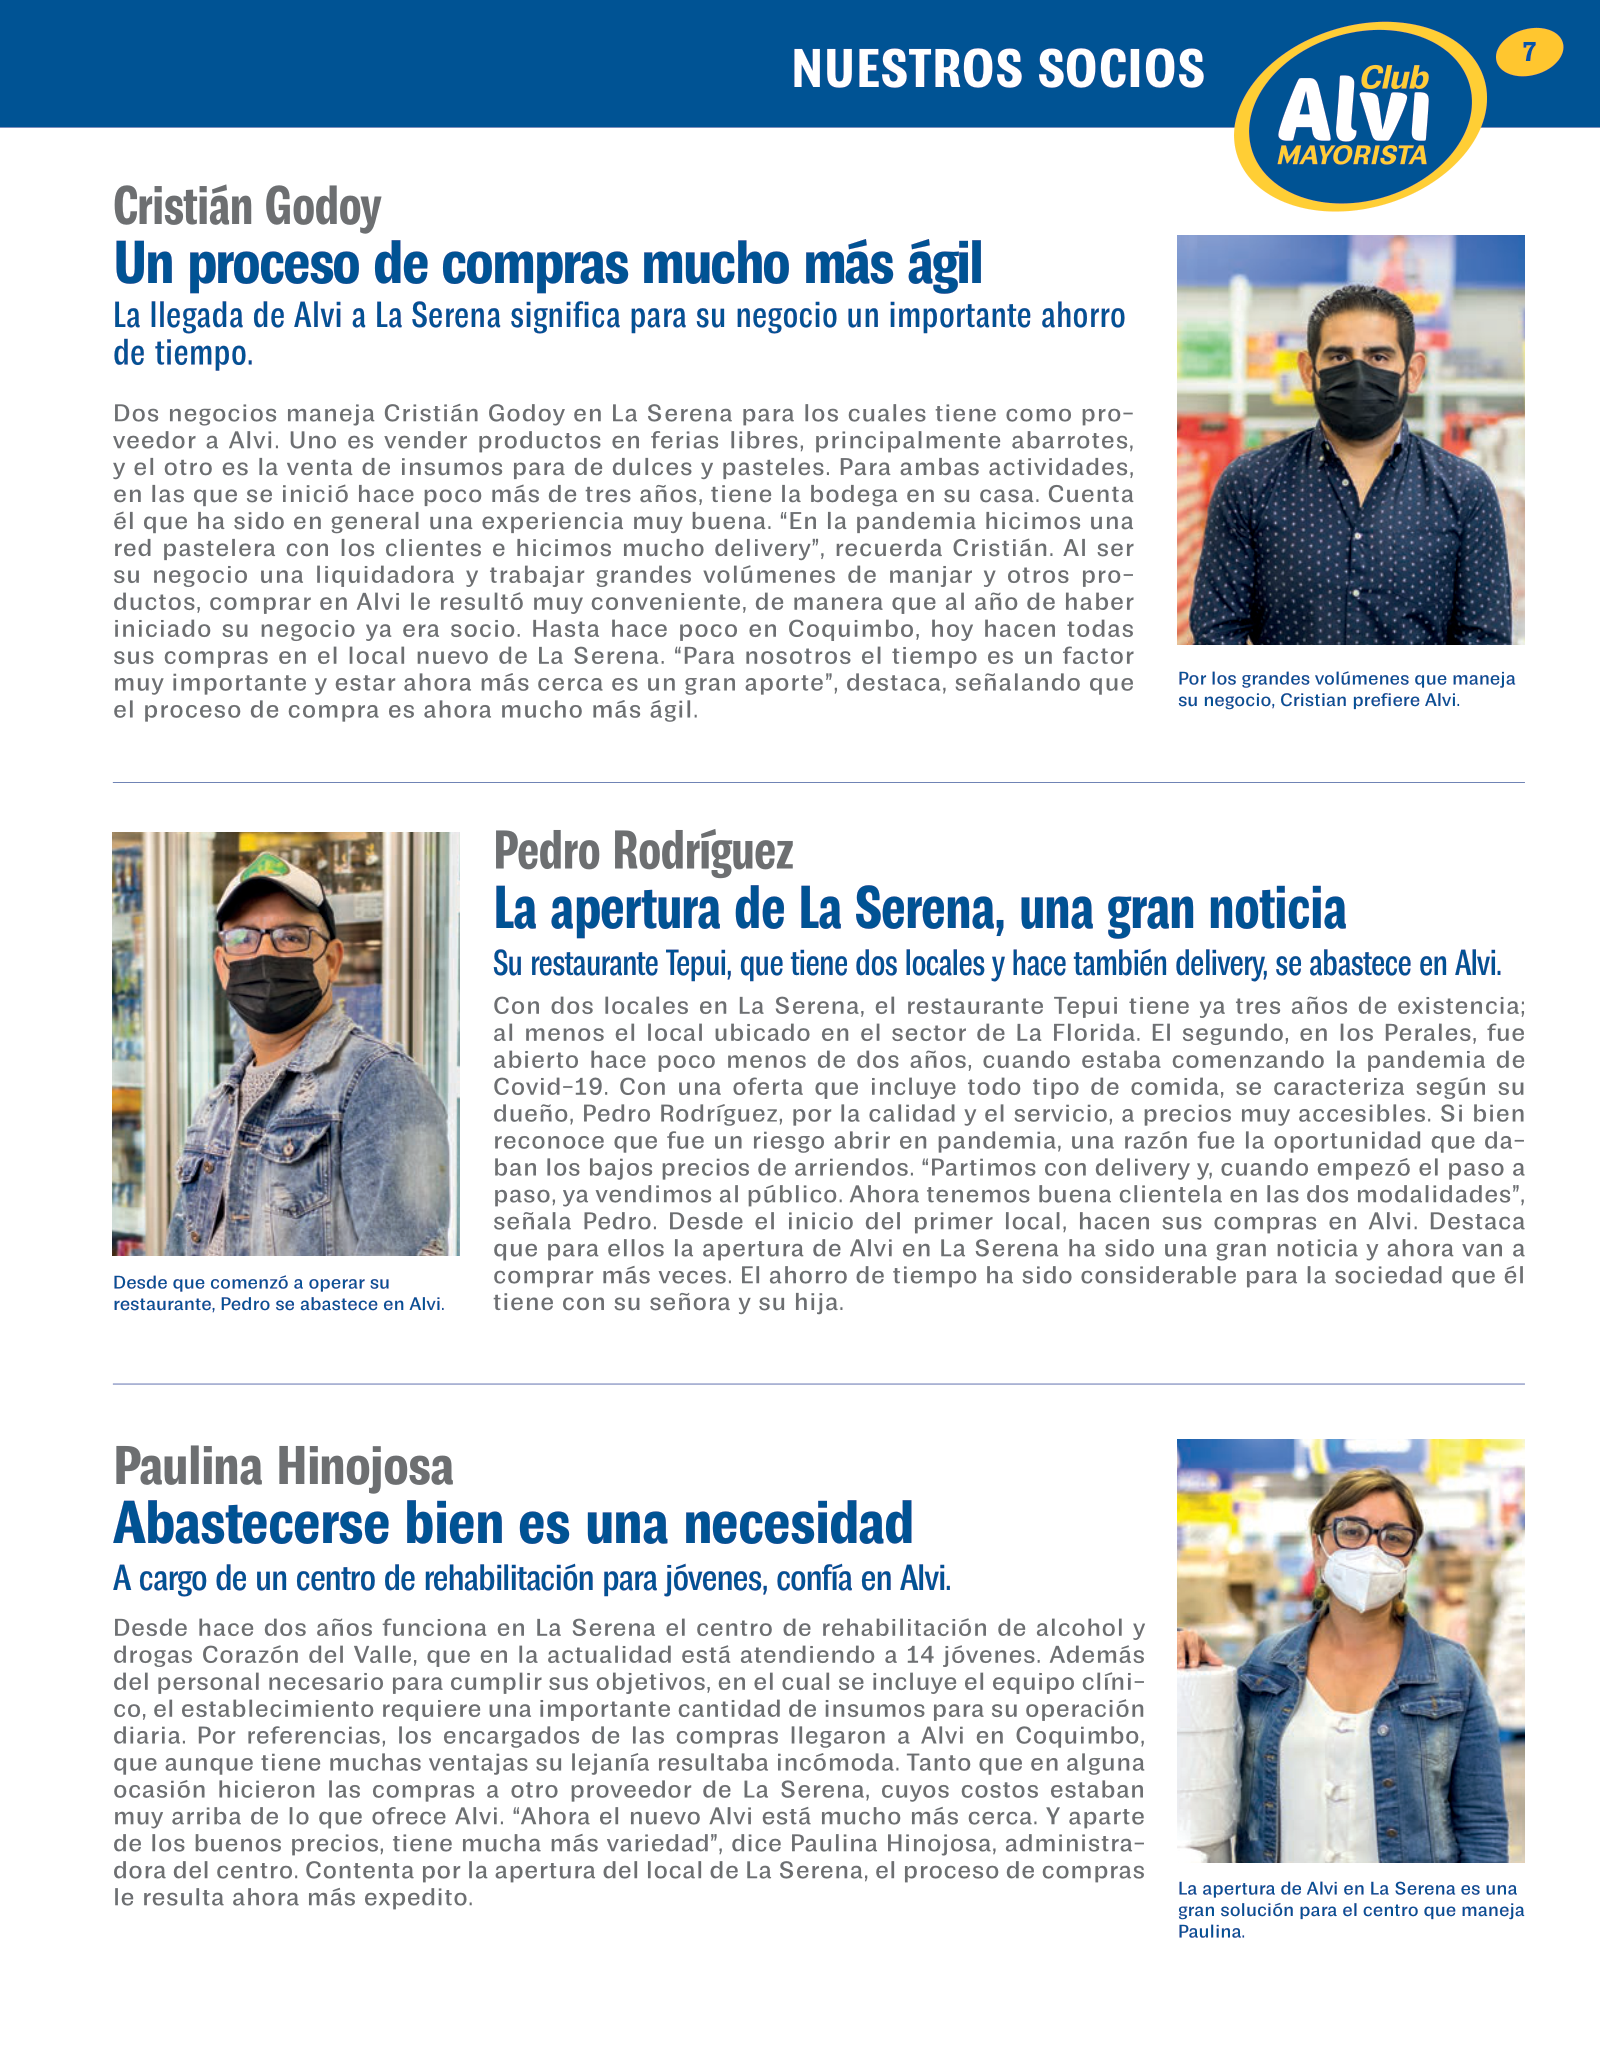 NUESTROS SOCIOS
Club
Alvi
MAYORISTA
7
Cristián Godoy
Un proceso de compras mucho más ágil
La llegada de Alvi a La Serena significa para su negocio un importante ahorro
de tiempo.
Dos negocios maneja Cristián Godoy en La Serena para los cuales tiene como pro-
veedor a Alvi. Uno es vender productos en ferias libres, principalmente abarrotes,
y el otro es la venta de insumos para de dulces y pasteles. Para ambas actividades,
en las que se inició hace poco más de tres años, tiene la bodega en su casa. Cuenta
él que ha sido en general una experiencia muy buena. “En la pandemia hicimos una
red pastelera con los clientes e hicimos mucho delivery”, recuerda Cristián. Al ser
su negocio una liquidadora y trabajar grandes volúmenes de manjar y otros pro-
ductos, comprar en Alvi le resultó muy conveniente, de manera que al año de haber
iniciado su negocio ya era socio. Hasta hace poco en Coquimbo, hoy hacen todas
sus compras en el local nuevo de La Serena. “Para nosotros el tiempo es un factor
muy importante y estar ahora más cerca es un gran aporte”, destaca, señalando que
el proceso de compra es ahora mucho más ágil.
Por los grandes volúmenes que maneja
su negocio, Cristian prefiere Alvi.
Pedro Rodríguez
La apertura de La Serena, una gran noticia
Su restaurante Tepui, que tiene dos locales y hace también delivery, se abastece en Alvi.
Con dos locales en La Serena, el restaurante Tepui tiene ya tres años de existencia;
al menos el local ubicado en el sector de La Florida. El segundo, en los Perales, fue
abierto hace poco menos de dos años, cuando estaba comenzando la pandemia de
Covid-19. Con una oferta que incluye todo tipo de comida, se caracteriza según su
dueño, Pedro Rodríguez, por la calidad y el servicio, a precios muy accesibles. Si bien
reconoce que fue un riesgo abrir en pandemia, una razón fue la oportunidad que da-
ban los bajos precios de arriendos. “Partimos con delivery y, cuando empezó el paso a
paso, ya vendimos al público. Ahora tenemos buena clientela en las dos modalidades”,
señala Pedro. Desde el inicio del primer local, hacen sus compras en Alvi. Destaca
que para ellos la apertura de Alvi en La Serena ha sido una gran noticia y ahora van a
comprar más veces. El ahorro de tiempo ha sido considerable para la sociedad que él
tiene con su señora y su hija.
Desde que comenzó a operar su
restaurante, Pedro se abastece en Alvi.
Paulina Hinojosa
Abastecerse bien es una necesidad
A cargo de un centro de rehabilitación para jóvenes, confía en Alvi.
Desde hace dos años funciona en La Serena el centro de rehabilitación de alcohol y
drogas Corazón del Valle, que en la actualidad está atendiendo a 14 jóvenes. Además
del personal necesario para cumplir sus objetivos, en el cual se incluye el equipo clíni-
co, el establecimiento requiere una importante cantidad de insumos para su operación
diaria. Por referencias, los encargados de las compras llegaron a Alvi en Coquimbo,
que aunque tiene muchas ventajas su lejanía resultaba incómoda. Tanto que en alguna
ocasión hicieron las compras a otro proveedor de La Serena, cuyos costos estaban
muy arriba de lo que ofrece Alvi. “Ahora el nuevo Alvi está mucho más cerca. Y aparte
de los buenos precios, tiene mucha más variedad”, dice Paulina Hinojosa, administra-
dora del centro. Contenta por la apertura del local de La Serena, el proceso de compras
le resulta ahora más expedito.
La apertura de Alvi en La Serena es una
gran solución para el centro que maneja
Paulina.